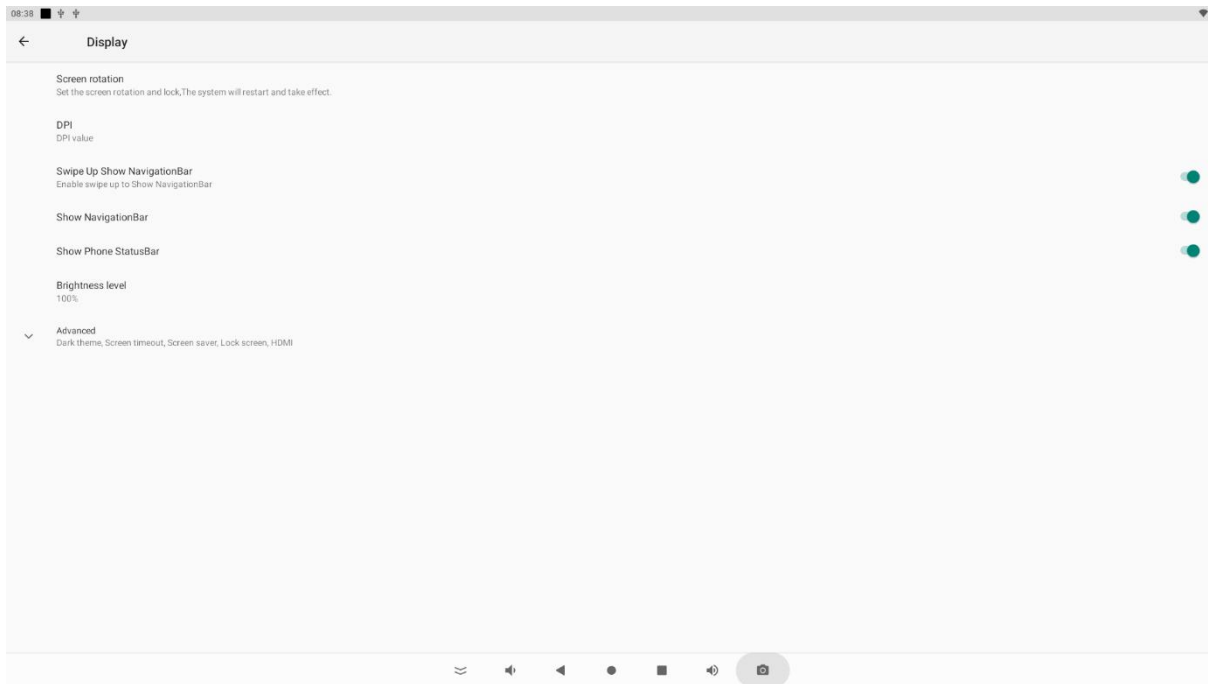 08:38
Display
Screen rotation
Set the screen rotation and lock,The system will restart and take effect.
DPI
DPI value
Swipe Up Show NavigationBar
Enable swipe up to Show NavigationBar
Show NavigationBar
Show Phone StatusBar
Brightness level
100%
Advanced
Dark theme, Screen timeout, Screen saver, Lock screen, HDMI